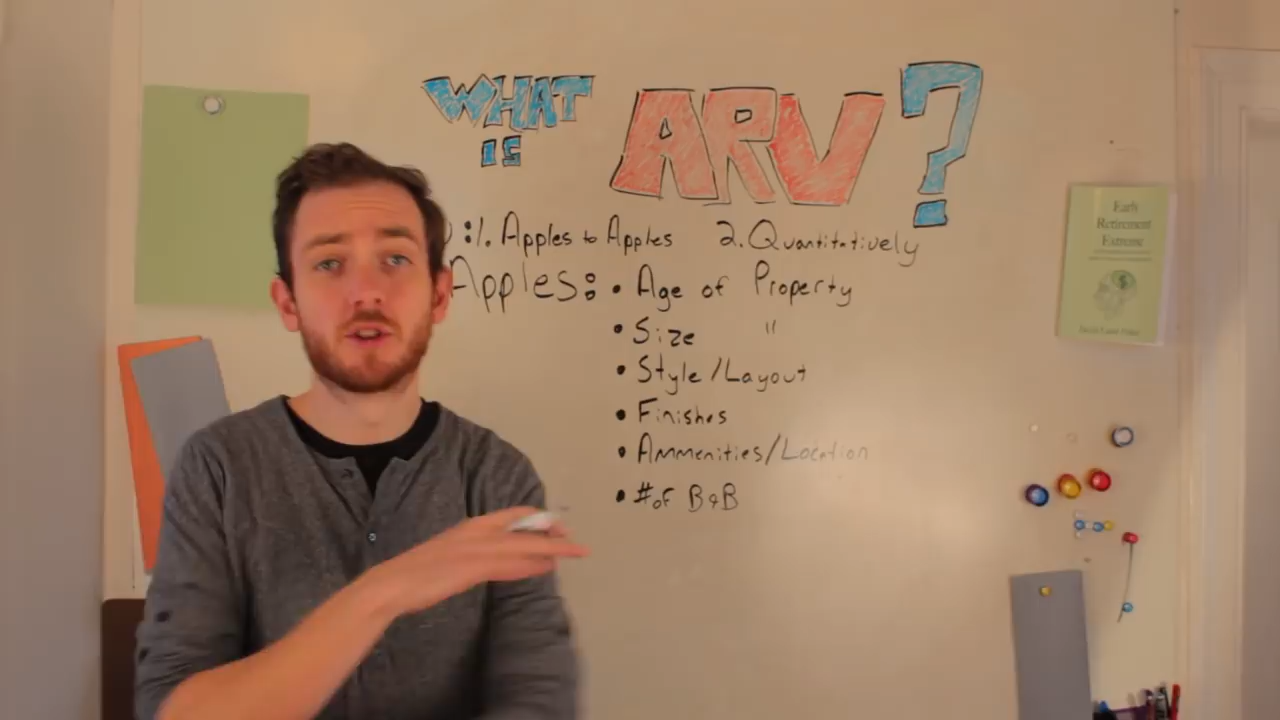 WHAT
IS
ARV?
:1. Apples to Apples 2. Quantitatively
Apples: • Age of Property
• Size "
• Style/Layout
• Finishes
• Ammenities/Location
• # of B&B
Early
Retirement
Extreme